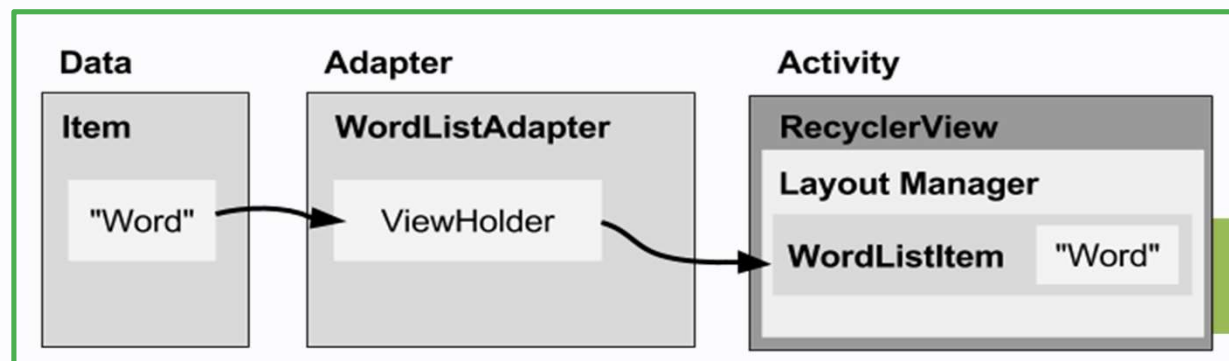 Data
Item
"Word"
Adapter
WordListAdapter
ViewHolder
Activity
RecyclerView
Layout Manager
WordListItem
"Word"